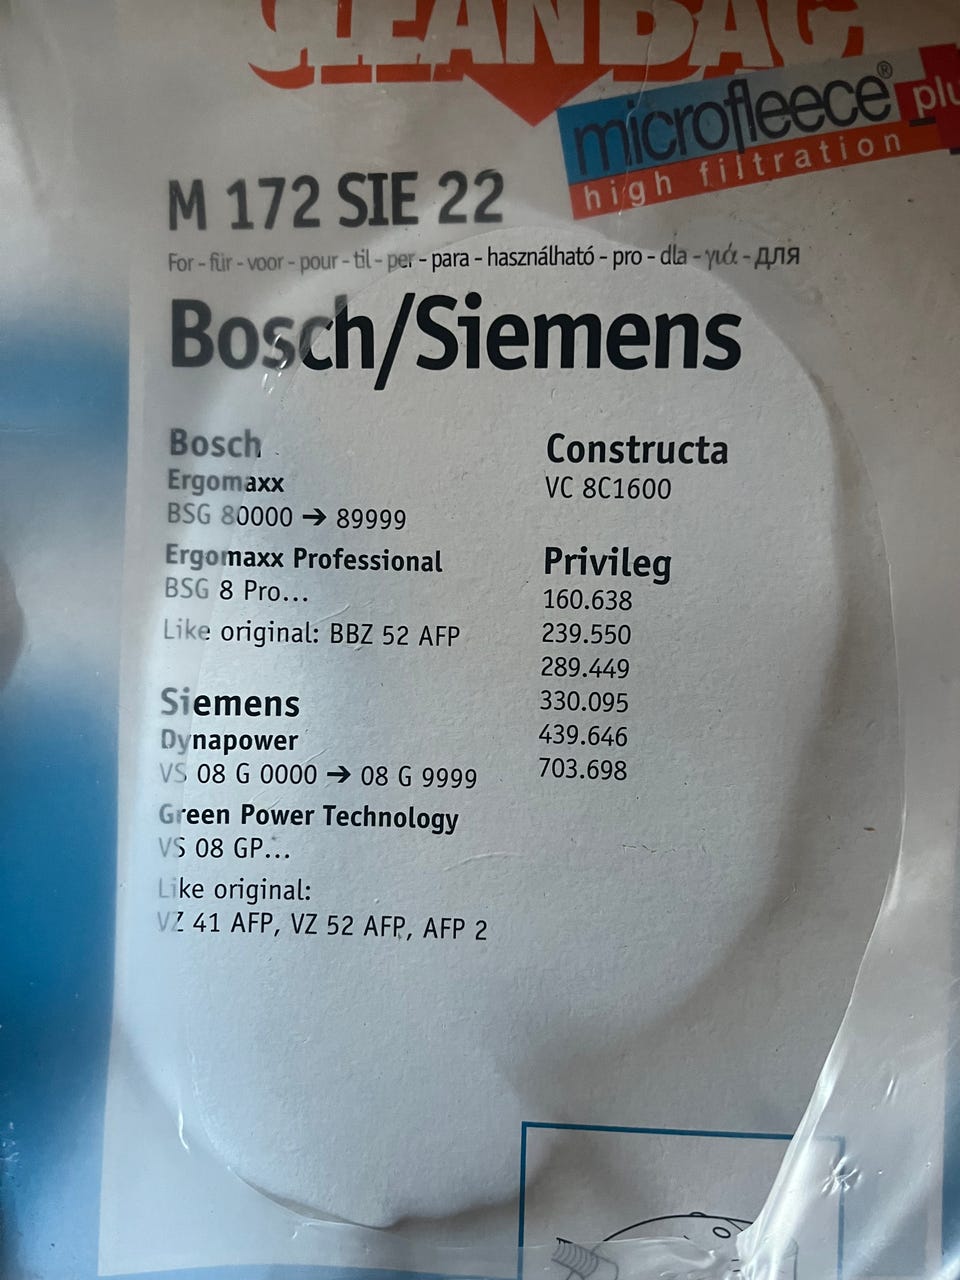 CLEANBAG
microfleece®
high filtration
M 172 SIE 22
For - für - voor - pour - til - per - para - használható - pro - dla - γιά - для
Bosch/Siemens
Bosch
Ergomaxx
BSG 80000 → 89999
Ergomaxx Professional
BSG 8 Pro...
Like original: BBZ 52 AFP
Siemens
Dynapower
VS 08 G 0000 → 08 G 9999
Green Power Technology
VS 08 GP...
Like original:
VZ 41 AFP, VZ 52 AFP, AFP 2
Constructa
VC 8C1600
Privileg
160.638
239.550
289.449
330.095
439.646
703.698